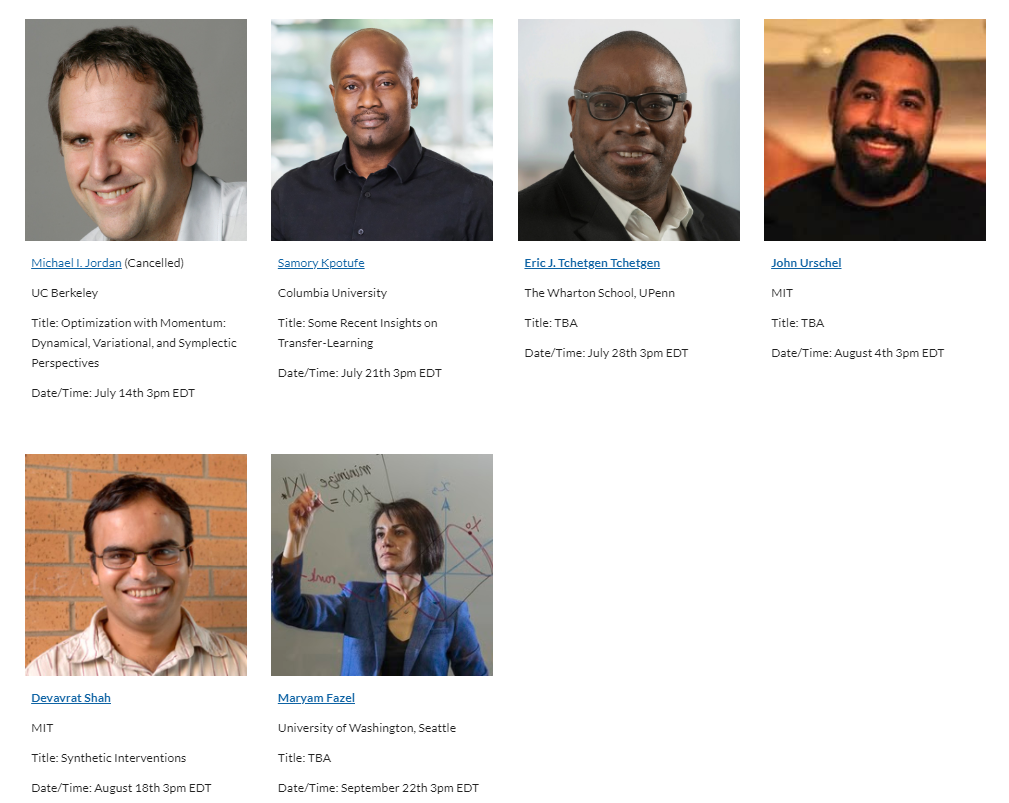 Michael I. Jordan (Cancelled)
UC Berkeley
Title: Optimization with Momentum:
Dynamical, Variational, and Symplectic
Perspectives
Date/Time: July 14th 3pm EDT
Samory Kpotufe
Columbia University
Title: Some Recent Insights on
Transfer-Learning
Date/Time: July 21th 3pm EDT
Eric J. Tchetgen Tchetgen
The Wharton School, UPenn
Title: TBA
Date/Time: July 28th 3pm EDT
John Urschel
MIT
Title: TBA
Date/Time: August 4th 3pm EDT
minimize ||X||*
A(X) =
Devavrat Shah
MIT
Title: Synthetic Interventions
Date/Time: August 18th 3pm EDT
Maryam Fazel
University of Washington, Seattle
Title: TBA
Date/Time: September 22th 3pm EDT